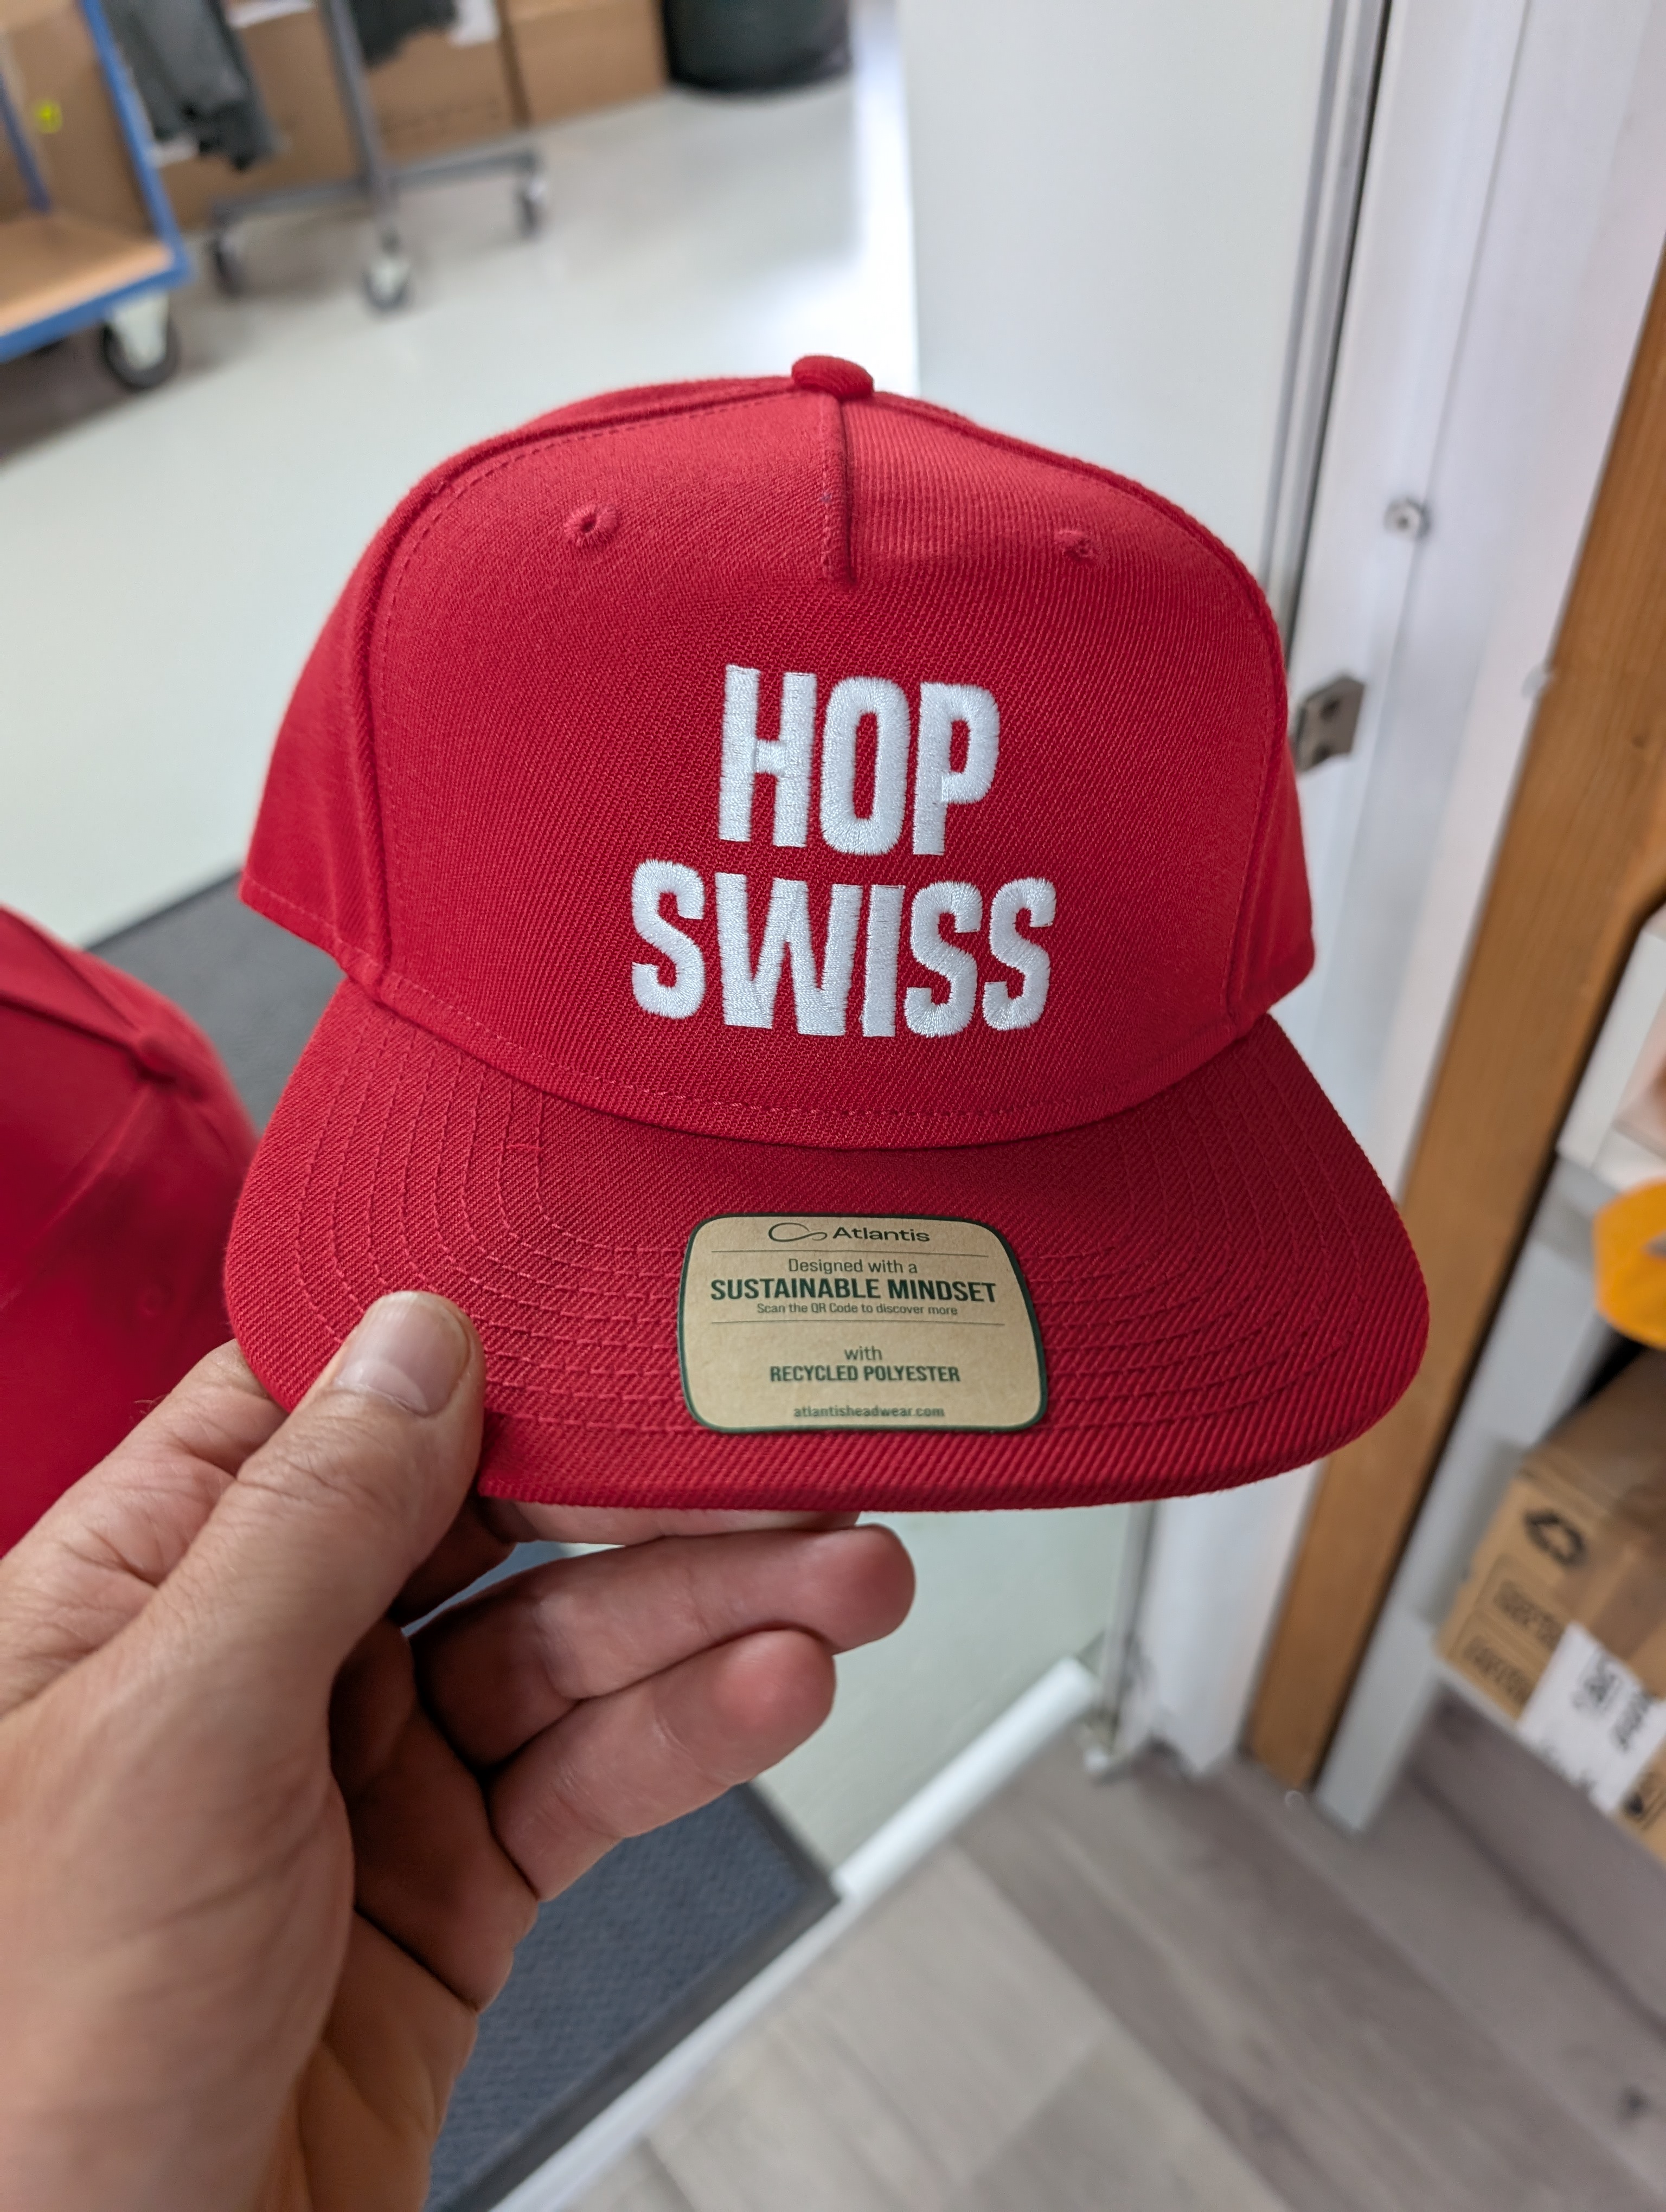 HOP
SWISS
Atlantis
Designed with a
SUSTAINABLE MINDSET
Scan the QR Code to discover more
with
RECYCLED POLYESTER
atlantisheadwear.com